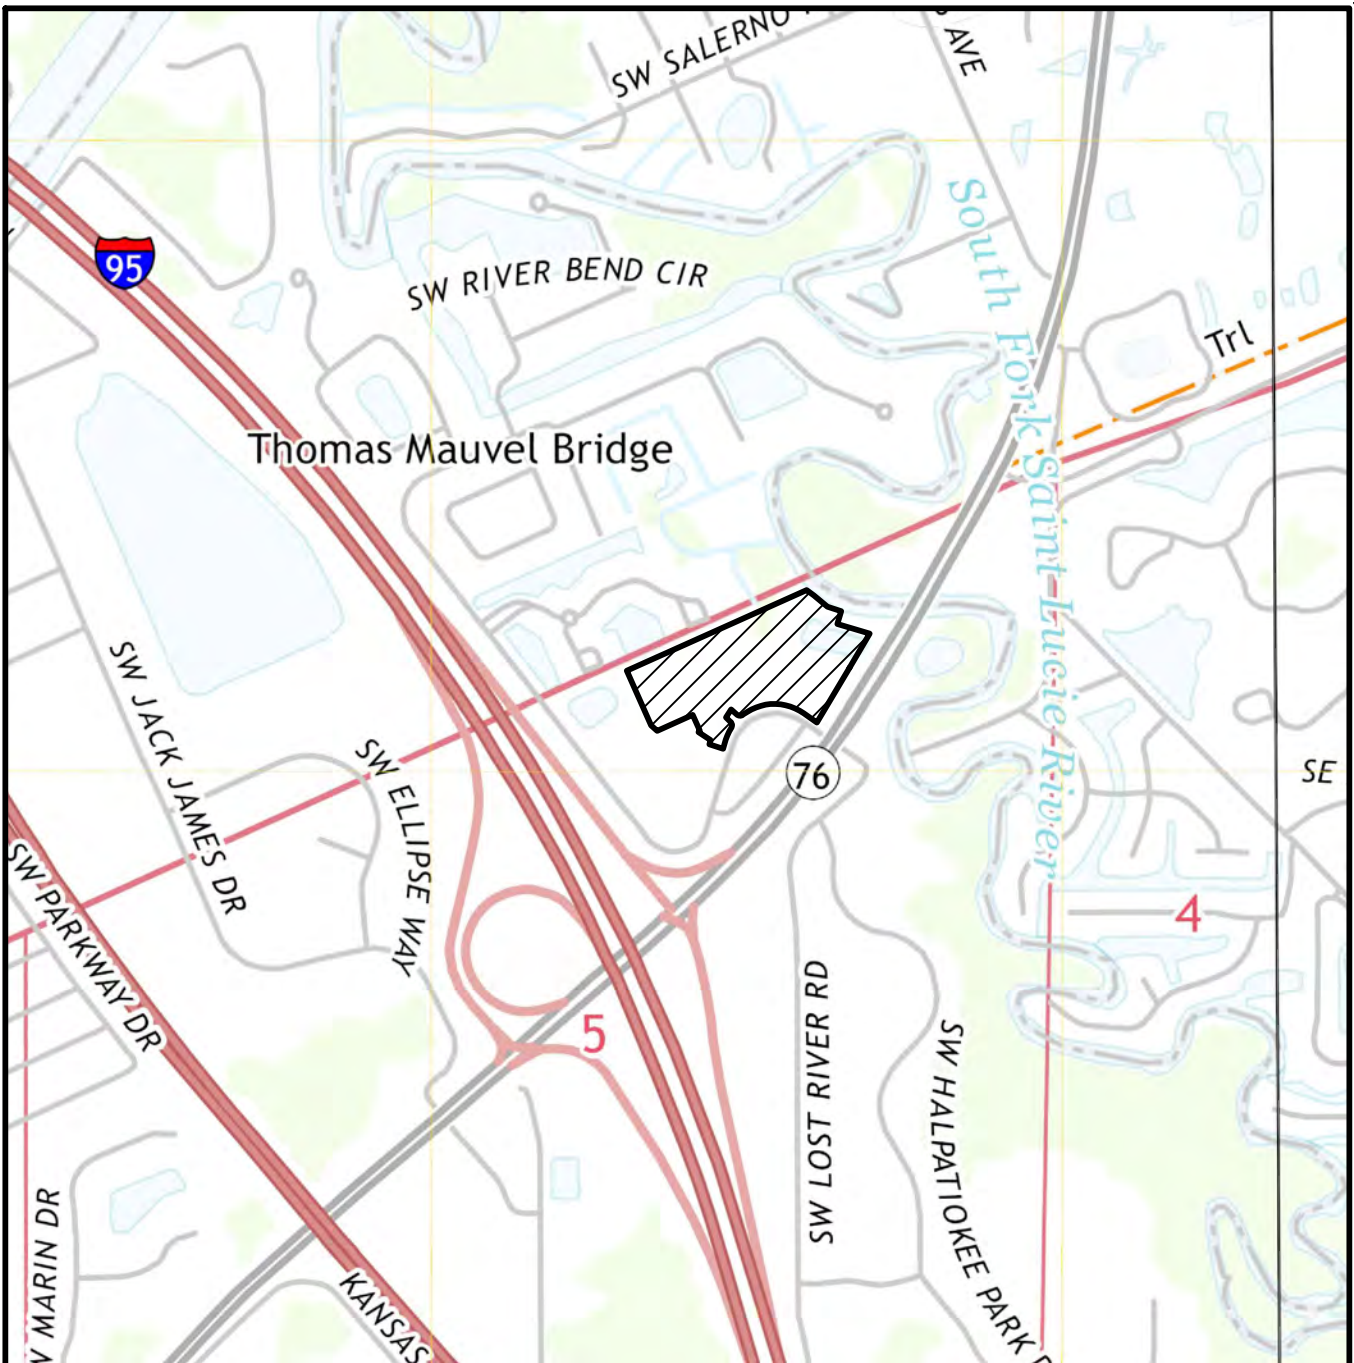 SW SALERNO
AVE
95
SW RIVER BEND CIR
South Fork Saint Lucie River
Trl
Thomas Mauvel Bridge
SW JACK JAMES DR
SW ELLIPSE WAY
76
SE
SW PARKWAY DR
4
5
SW LOST RIVER RD
SW HALPATIOKEE PARK
MARIN DR
KANSAS